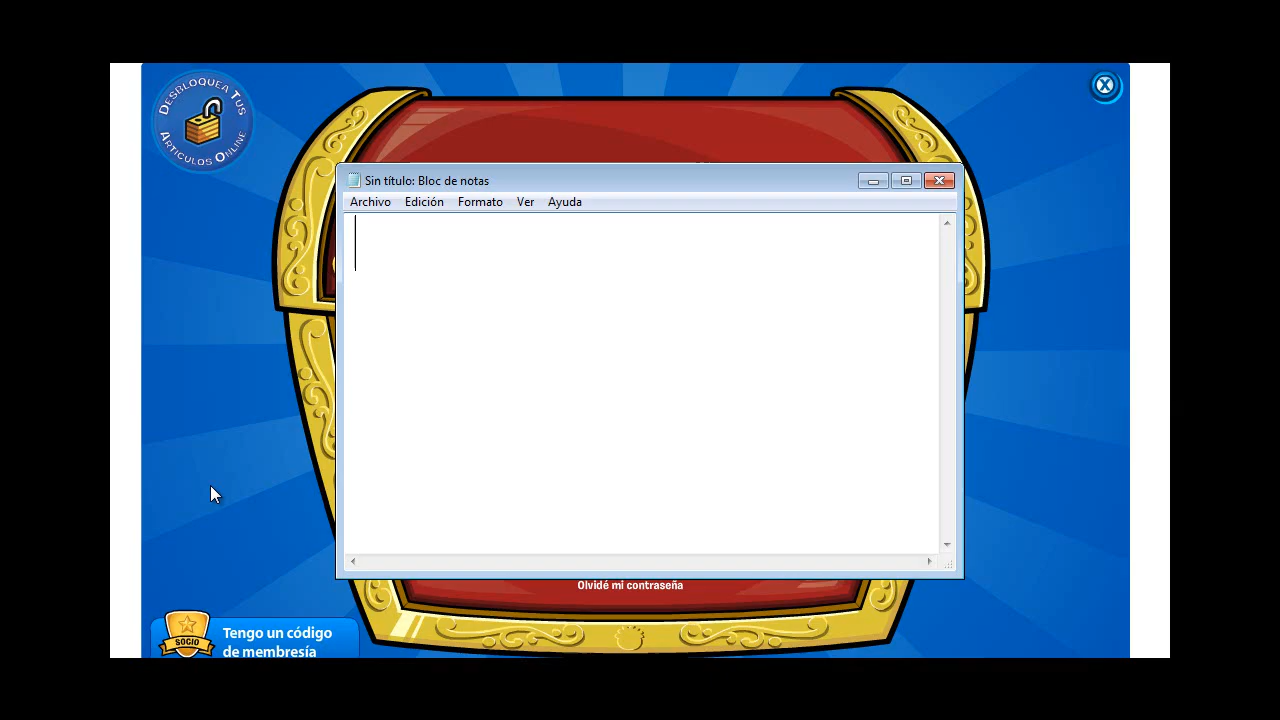 DESBLOQUEA TUS
ARTÍCULOS ONLINE
X
Sin título: Bloc de notas
Archivo Edición Formato Ver Ayuda
Olvidé mi contraseña
SOCIO
Tengo un código
de membresía